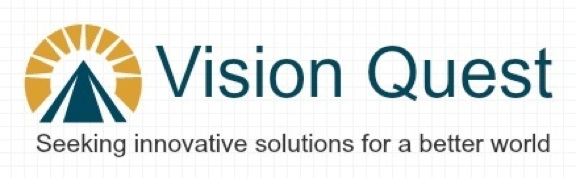 Vision Quest
Seeking innovative solutions for a better world